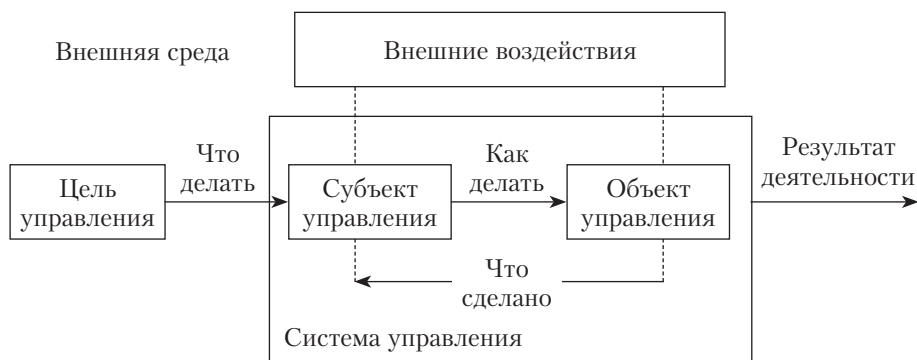 Внешняя среда
Внешние воздействия
Что
делать
Как
делать
Результат
деятельности
Цель
управления
Субъект
управления
Объект
управления
Что
сделано
Система управления